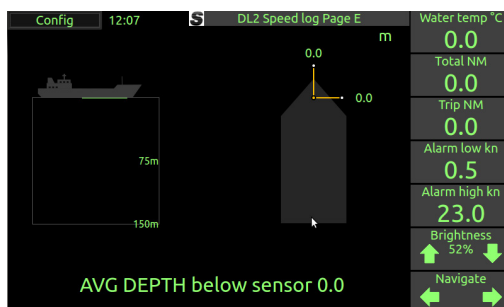 Config 12:07 S DL2 Speed log Page E
m
0.0
0.0
75m
150m
AVG DEPTH below sensor 0.0
Water temp °C
0.0
Total NM
0.0
Trip NM
0.0
Alarm low kn
0.5
Alarm high kn
23.0
Brightness
52%
Navigate